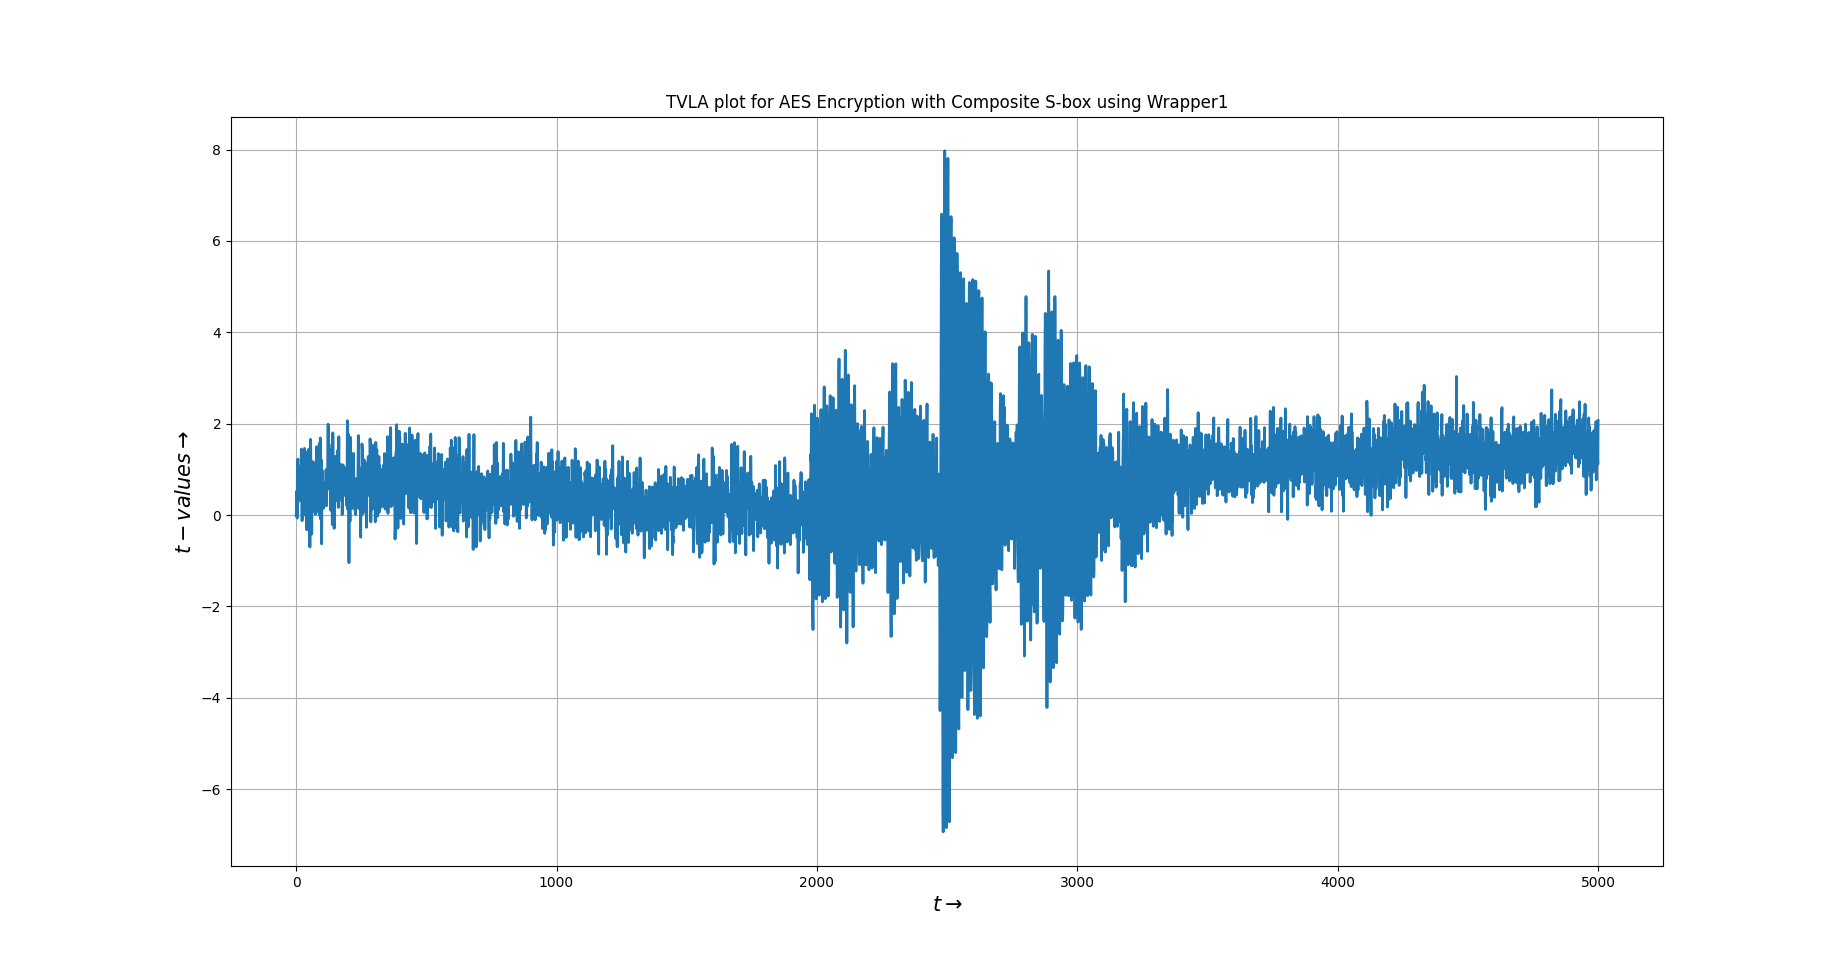 TVLA plot for AES Encryption with Composite S-box using Wrapper1
8
6
4
2
0
−2
−4
−6
t − values →
0 1000 2000 3000 4000 5000
t →